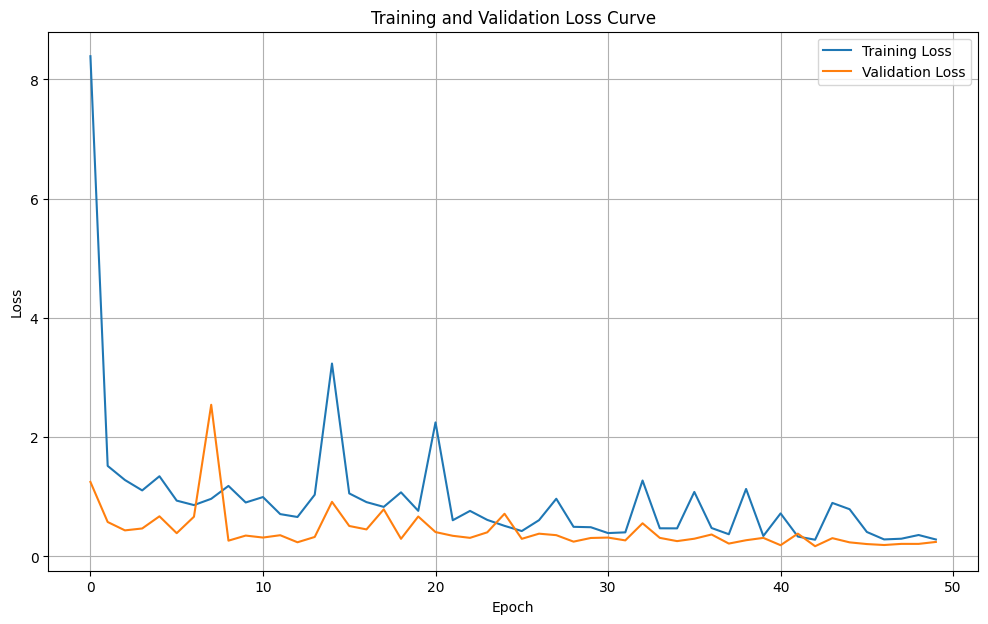 Training and Validation Loss Curve
Training Loss
Validation Loss
8
6
4
2
0
Loss
0 10 20 30 40 50
Epoch